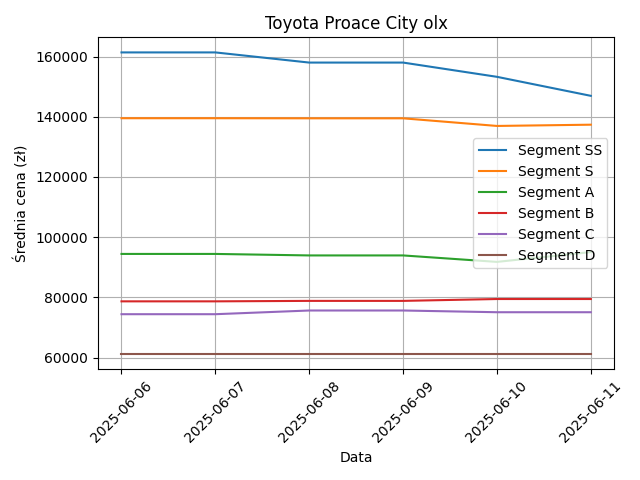 Toyota Proace City olx
Średnia cena (zł)
160000
140000
120000
100000
80000
60000
Segment SS
Segment S
Segment A
Segment B
Segment C
Segment D
2025-06-06
2025-06-07
2025-06-08
2025-06-09
2025-06-10
2025-06-11
Data